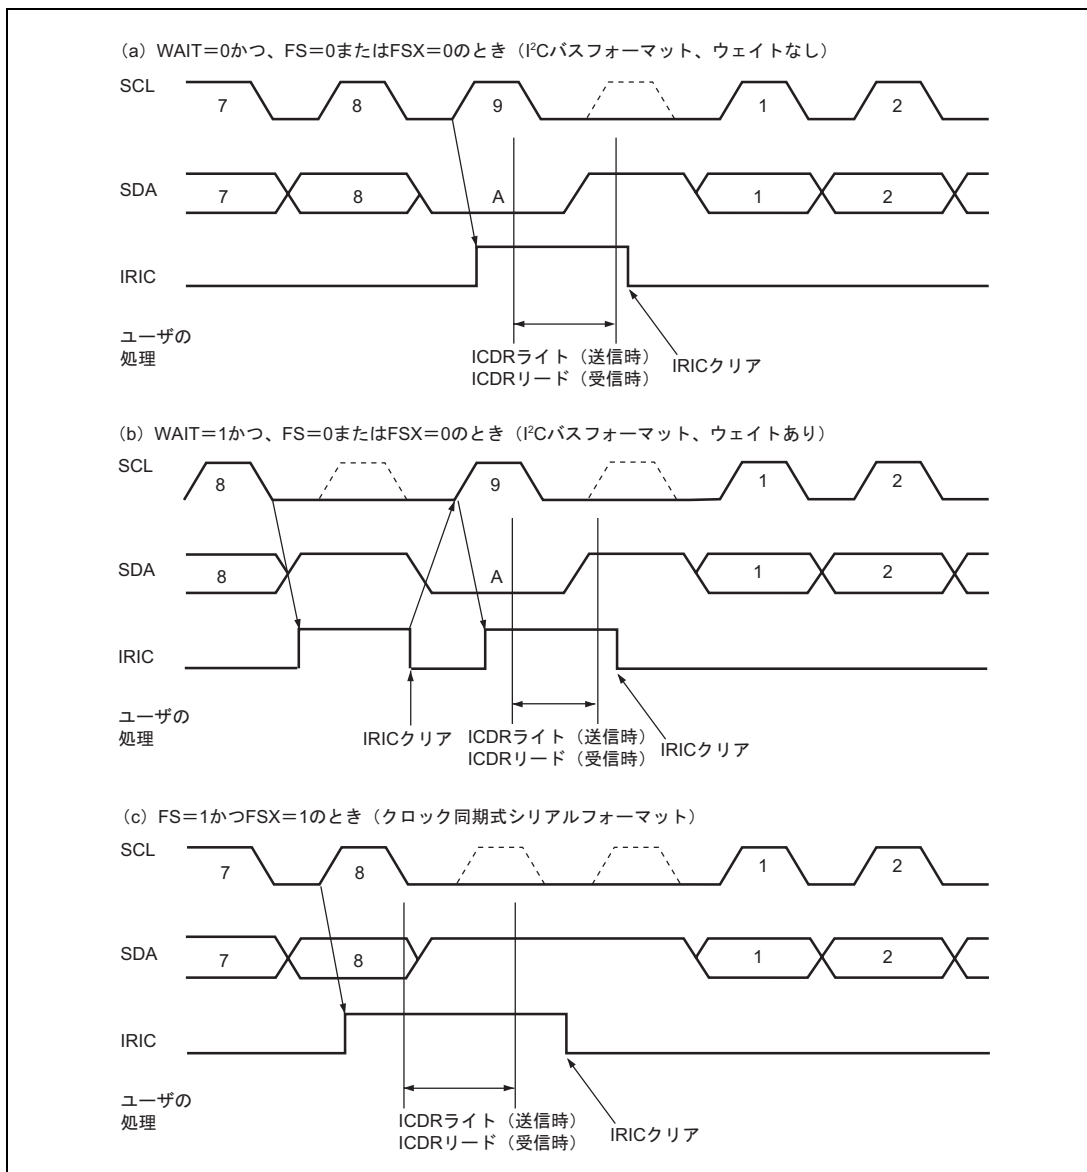 (a) WAIT=0かつ、FS=0またはFSX=0のとき（I²Cバスフォーマット、ウェイトなし）
SCL
7 8 9 1 2
SDA
7 8 A 1 2
IRIC
ユーザの
処理
ICDRライト（送信時）
ICDRリード（受信時）
IRICクリア
(b) WAIT=1かつ、FS=0またはFSX=0のとき（I²Cバスフォーマット、ウェイトあり）
SCL
8 9 1 2
SDA
8 A 1 2
IRIC
ユーザの
処理
IRICクリア
ICDRライト（送信時）
ICDRリード（受信時）
IRICクリア
(c) FS=1かつFSX=1のとき（クロック同期式シリアルフォーマット）
SCL
7 8 1 2
SDA
7 8 1 2
IRIC
ユーザの
処理
ICDRライト（送信時）
ICDRリード（受信時）
IRICクリア